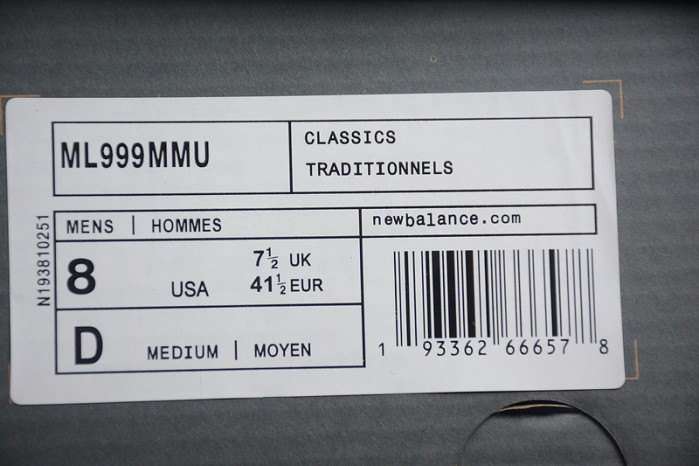 ML999MMU
CLASSICS
TRADITIONNELS
N193810251
MENS | HOMMES
newbalance.com
8 USA
7½ UK
41½ EUR
D MEDIUM | MOYEN
1 93362 66657 8